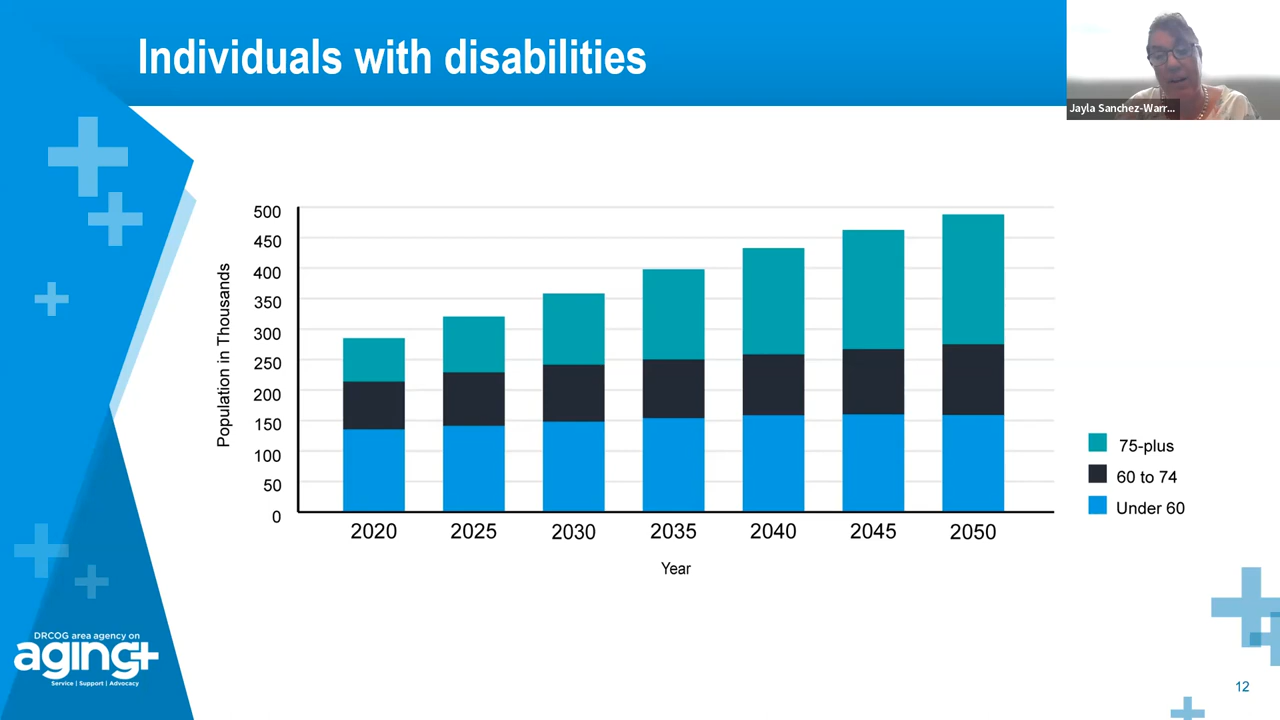 Individuals with disabilities
Jayla Sanchez-Warr...
500
450
400
350
300
250
200
150
100
50
0
Population in Thousands
2020 2025 2030 2035 2040 2045 2050
Year
75-plus
60 to 74
Under 60
DRCOG area agency on
aging+
Service | Support | Advocacy
12